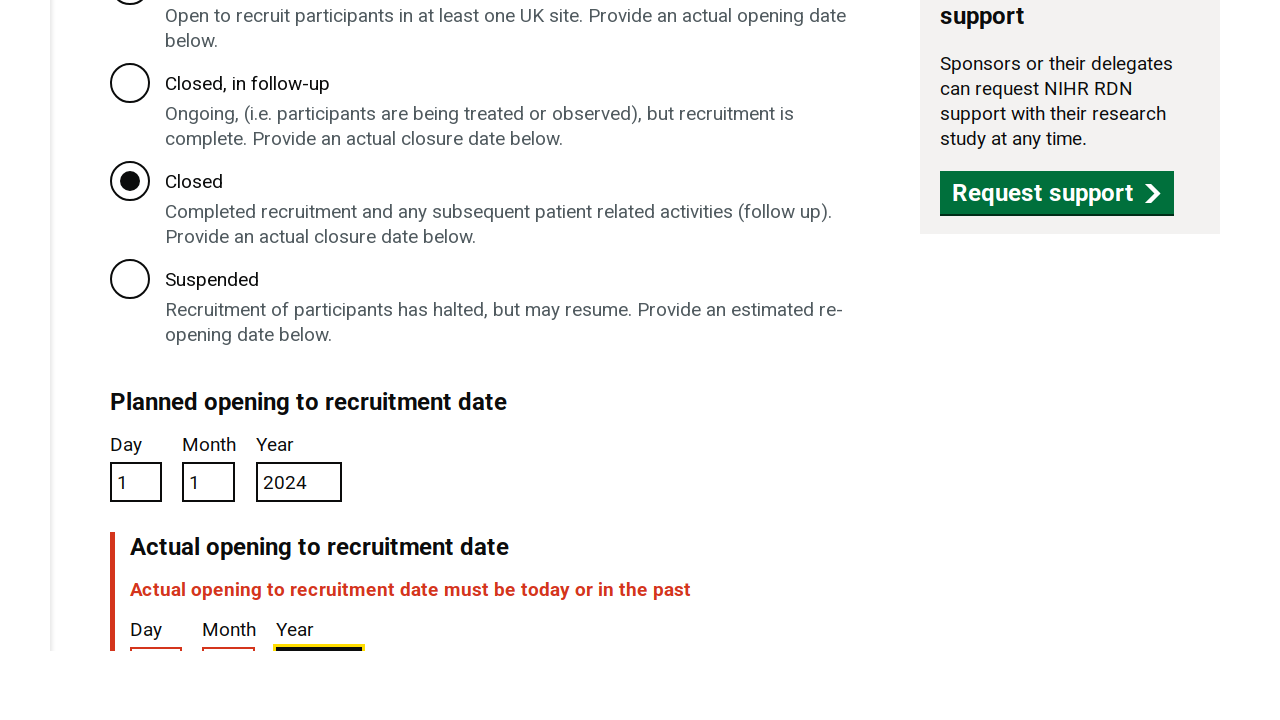 Open to recruit participants in at least one UK site. Provide an actual opening date
below.
Closed, in follow-up
Ongoing, (i.e. participants are being treated or observed), but recruitment is
complete. Provide an actual closure date below.
Closed
Completed recruitment and any subsequent patient related activities (follow up).
Provide an actual closure date below.
Suspended
Recruitment of participants has halted, but may resume. Provide an estimated re-
opening date below.
Planned opening to recruitment date
Day Month Year
1 1 2024
Actual opening to recruitment date
Actual opening to recruitment date must be today or in the past
Day Month Year
support
Sponsors or their delegates
can request NIHR RDN
support with their research
study at any time.
Request support